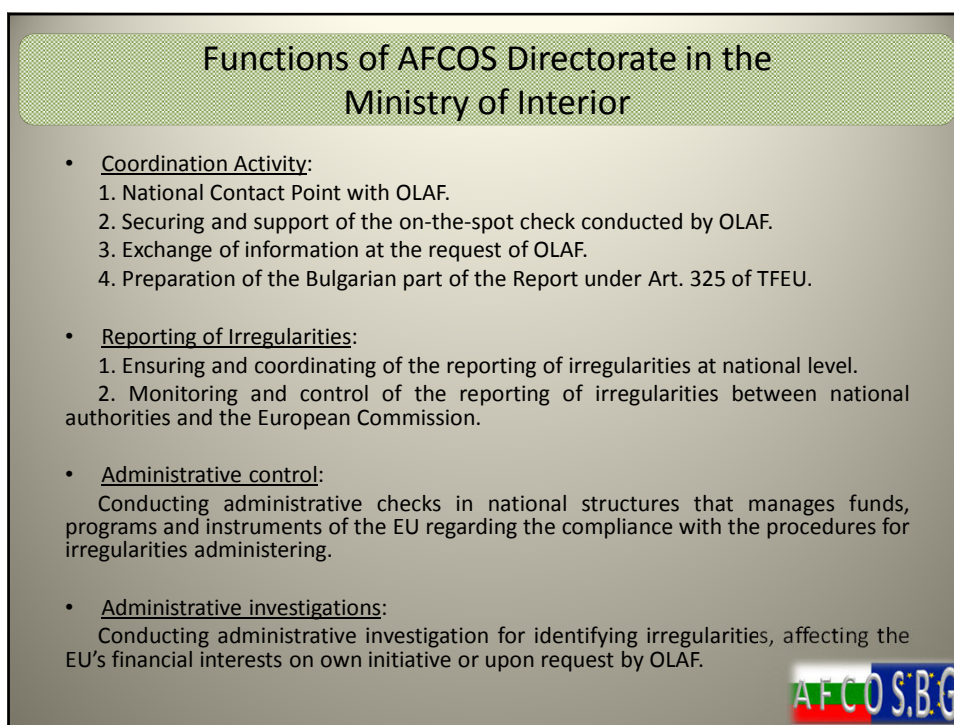 Functions of AFCOS Directorate in the
Ministry of Interior
• Coordination Activity:
1. National Contact Point with OLAF.
2. Securing and support of the on-the-spot check conducted by OLAF.
3. Exchange of information at the request of OLAF.
4. Preparation of the Bulgarian part of the Report under Art. 325 of TFEU.
• Reporting of Irregularities:
1. Ensuring and coordinating of the reporting of irregularities at national level.
2. Monitoring and control of the reporting of irregularities between national
authorities and the European Commission.
• Administrative control:
Conducting administrative checks in national structures that manages funds,
programs and instruments of the EU regarding the compliance with the procedures for
irregularities administering.
• Administrative investigations:
Conducting administrative investigation for identifying irregularities, affecting the
EU's financial interests on own initiative or upon request by OLAF.
AFCOS.BG